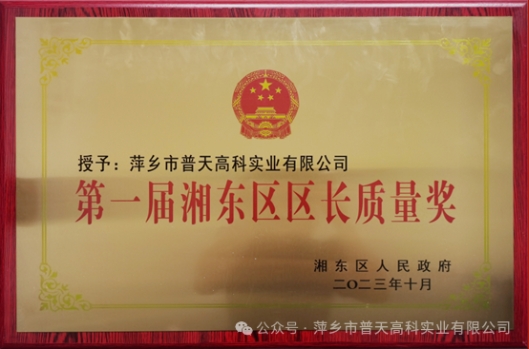 授予：萍乡市普天高科实业有限公司
第一届湘东区区长质量奖
湘东区人民政府
二〇二三年十月
公众号·萍乡市普天高科实业有限公司